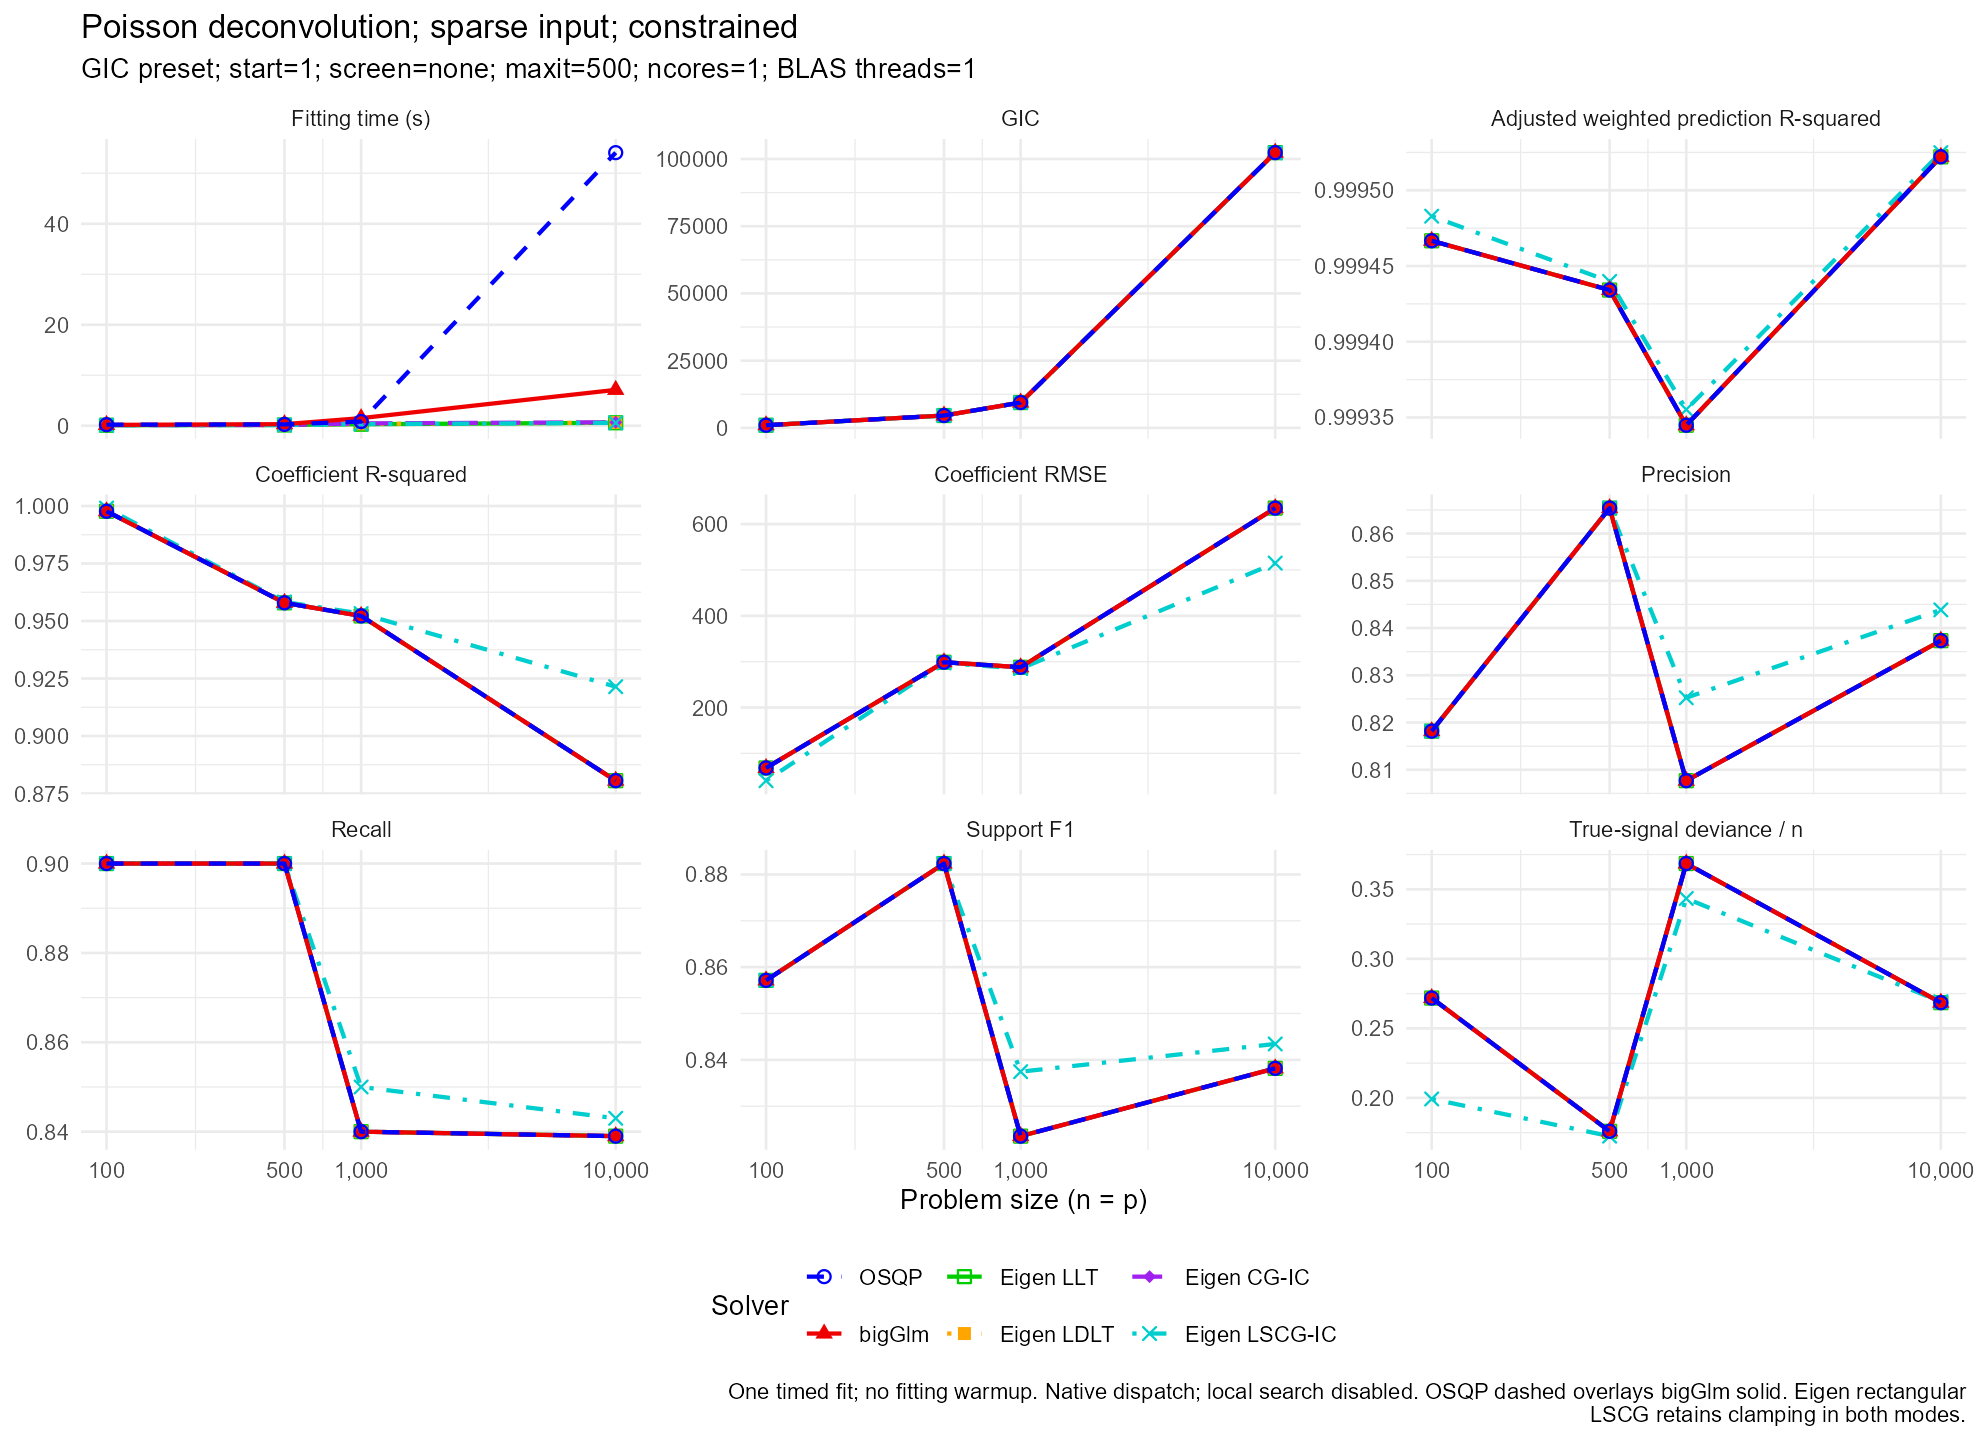 Poisson deconvolution; sparse input; constrained
GIC preset; start=1; screen=none; maxit=500; ncores=1; BLAS threads=1
Fitting time (s)
40
20
0
GIC
100000
75000
50000
25000
0
Adjusted weighted prediction R-squared
0.99950
0.99945
0.99940
0.99935
Coefficient R-squared
1.000
0.975
0.950
0.925
0.900
0.875
Coefficient RMSE
600
400
200
Precision
0.86
0.85
0.84
0.83
0.82
0.81
Recall
0.90
0.88
0.86
0.84
100 500 1,000 10,000
Support F1
0.88
0.86
0.84
100 500 1,000 10,000
True-signal deviance / n
0.35
0.30
0.25
0.20
100 500 1,000 10,000
Problem size (n = p)
Solver
OSQP Eigen LLT Eigen CG-IC
bigGlm Eigen LDLT Eigen LSCG-IC
One timed fit; no fitting warmup. Native dispatch; local search disabled. OSQP dashed overlays bigGlm solid. Eigen rectangular
LSCG retains clamping in both modes.